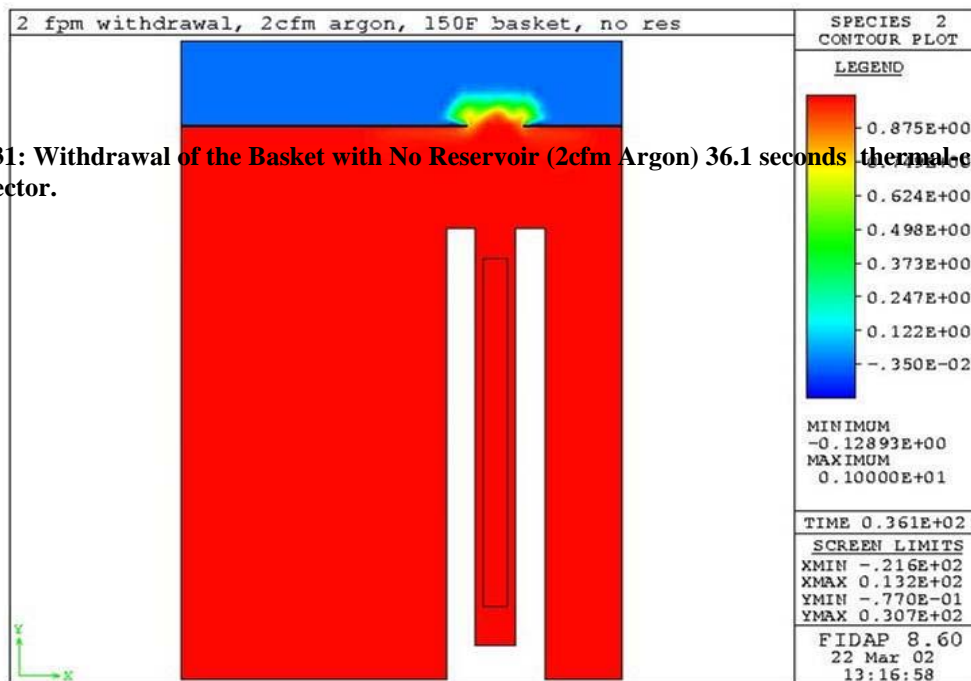 2 fpm withdrawal, 2cfm argon, 150F basket, no res
SPECIES 2
CONTOUR PLOT
LEGEND
0.875E+00
0.749E+00
0.624E+00
0.498E+00
0.373E+00
0.247E+00
0.122E+00
-.350E-02
31: Withdrawal of the Basket with No Reservoir (2cfm Argon) 36.1 seconds thermal-c
ector.
MINIMUM
-0.12893E+00
MAXIMUM
0.10000E+01
TIME 0.361E+02
SCREEN LIMITS
XMIN -.216E+02
XMAX 0.132E+02
YMIN -.770E-01
YMAX 0.307E+02
FIDAP 8.60
22 Mar 02
13:16:58
Y
X